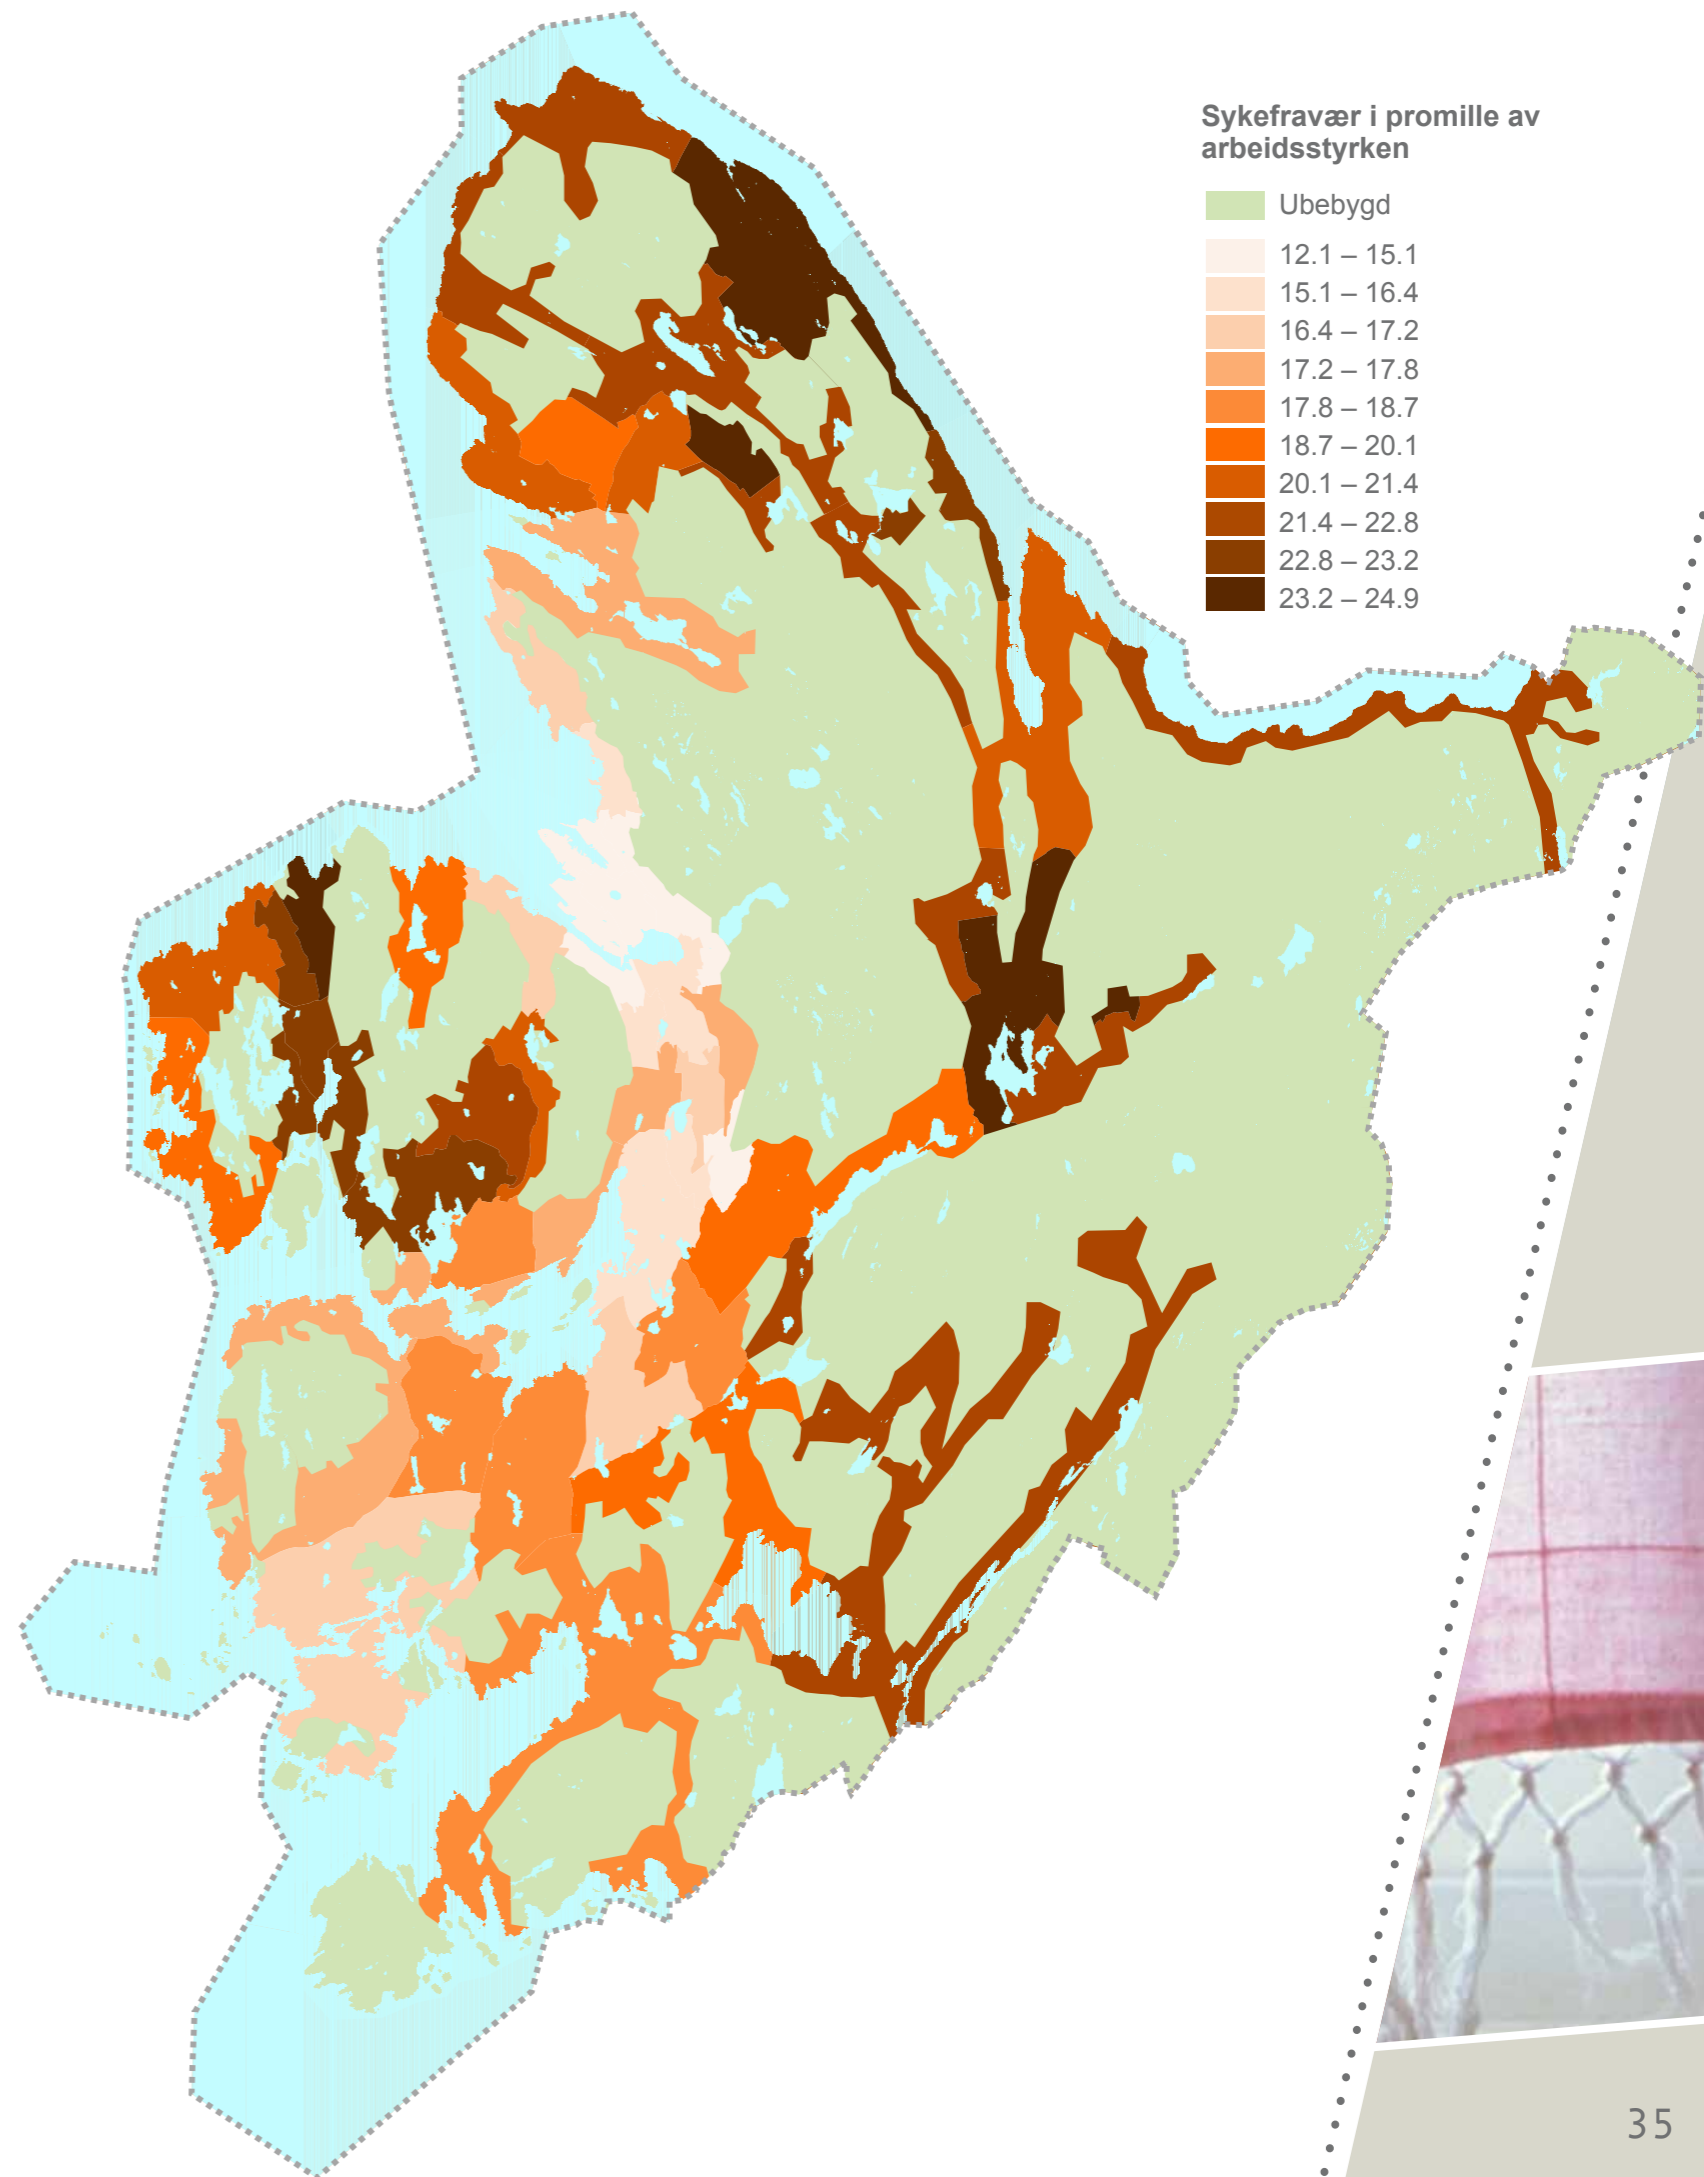 Sykefravær i promille av
arbeidsstyrken
Ubebygd
12.1 – 15.1
15.1 – 16.4
16.4 – 17.2
17.2 – 17.8
17.8 – 18.7
18.7 – 20.1
20.1 – 21.4
21.4 – 22.8
22.8 – 23.2
23.2 – 24.9
35